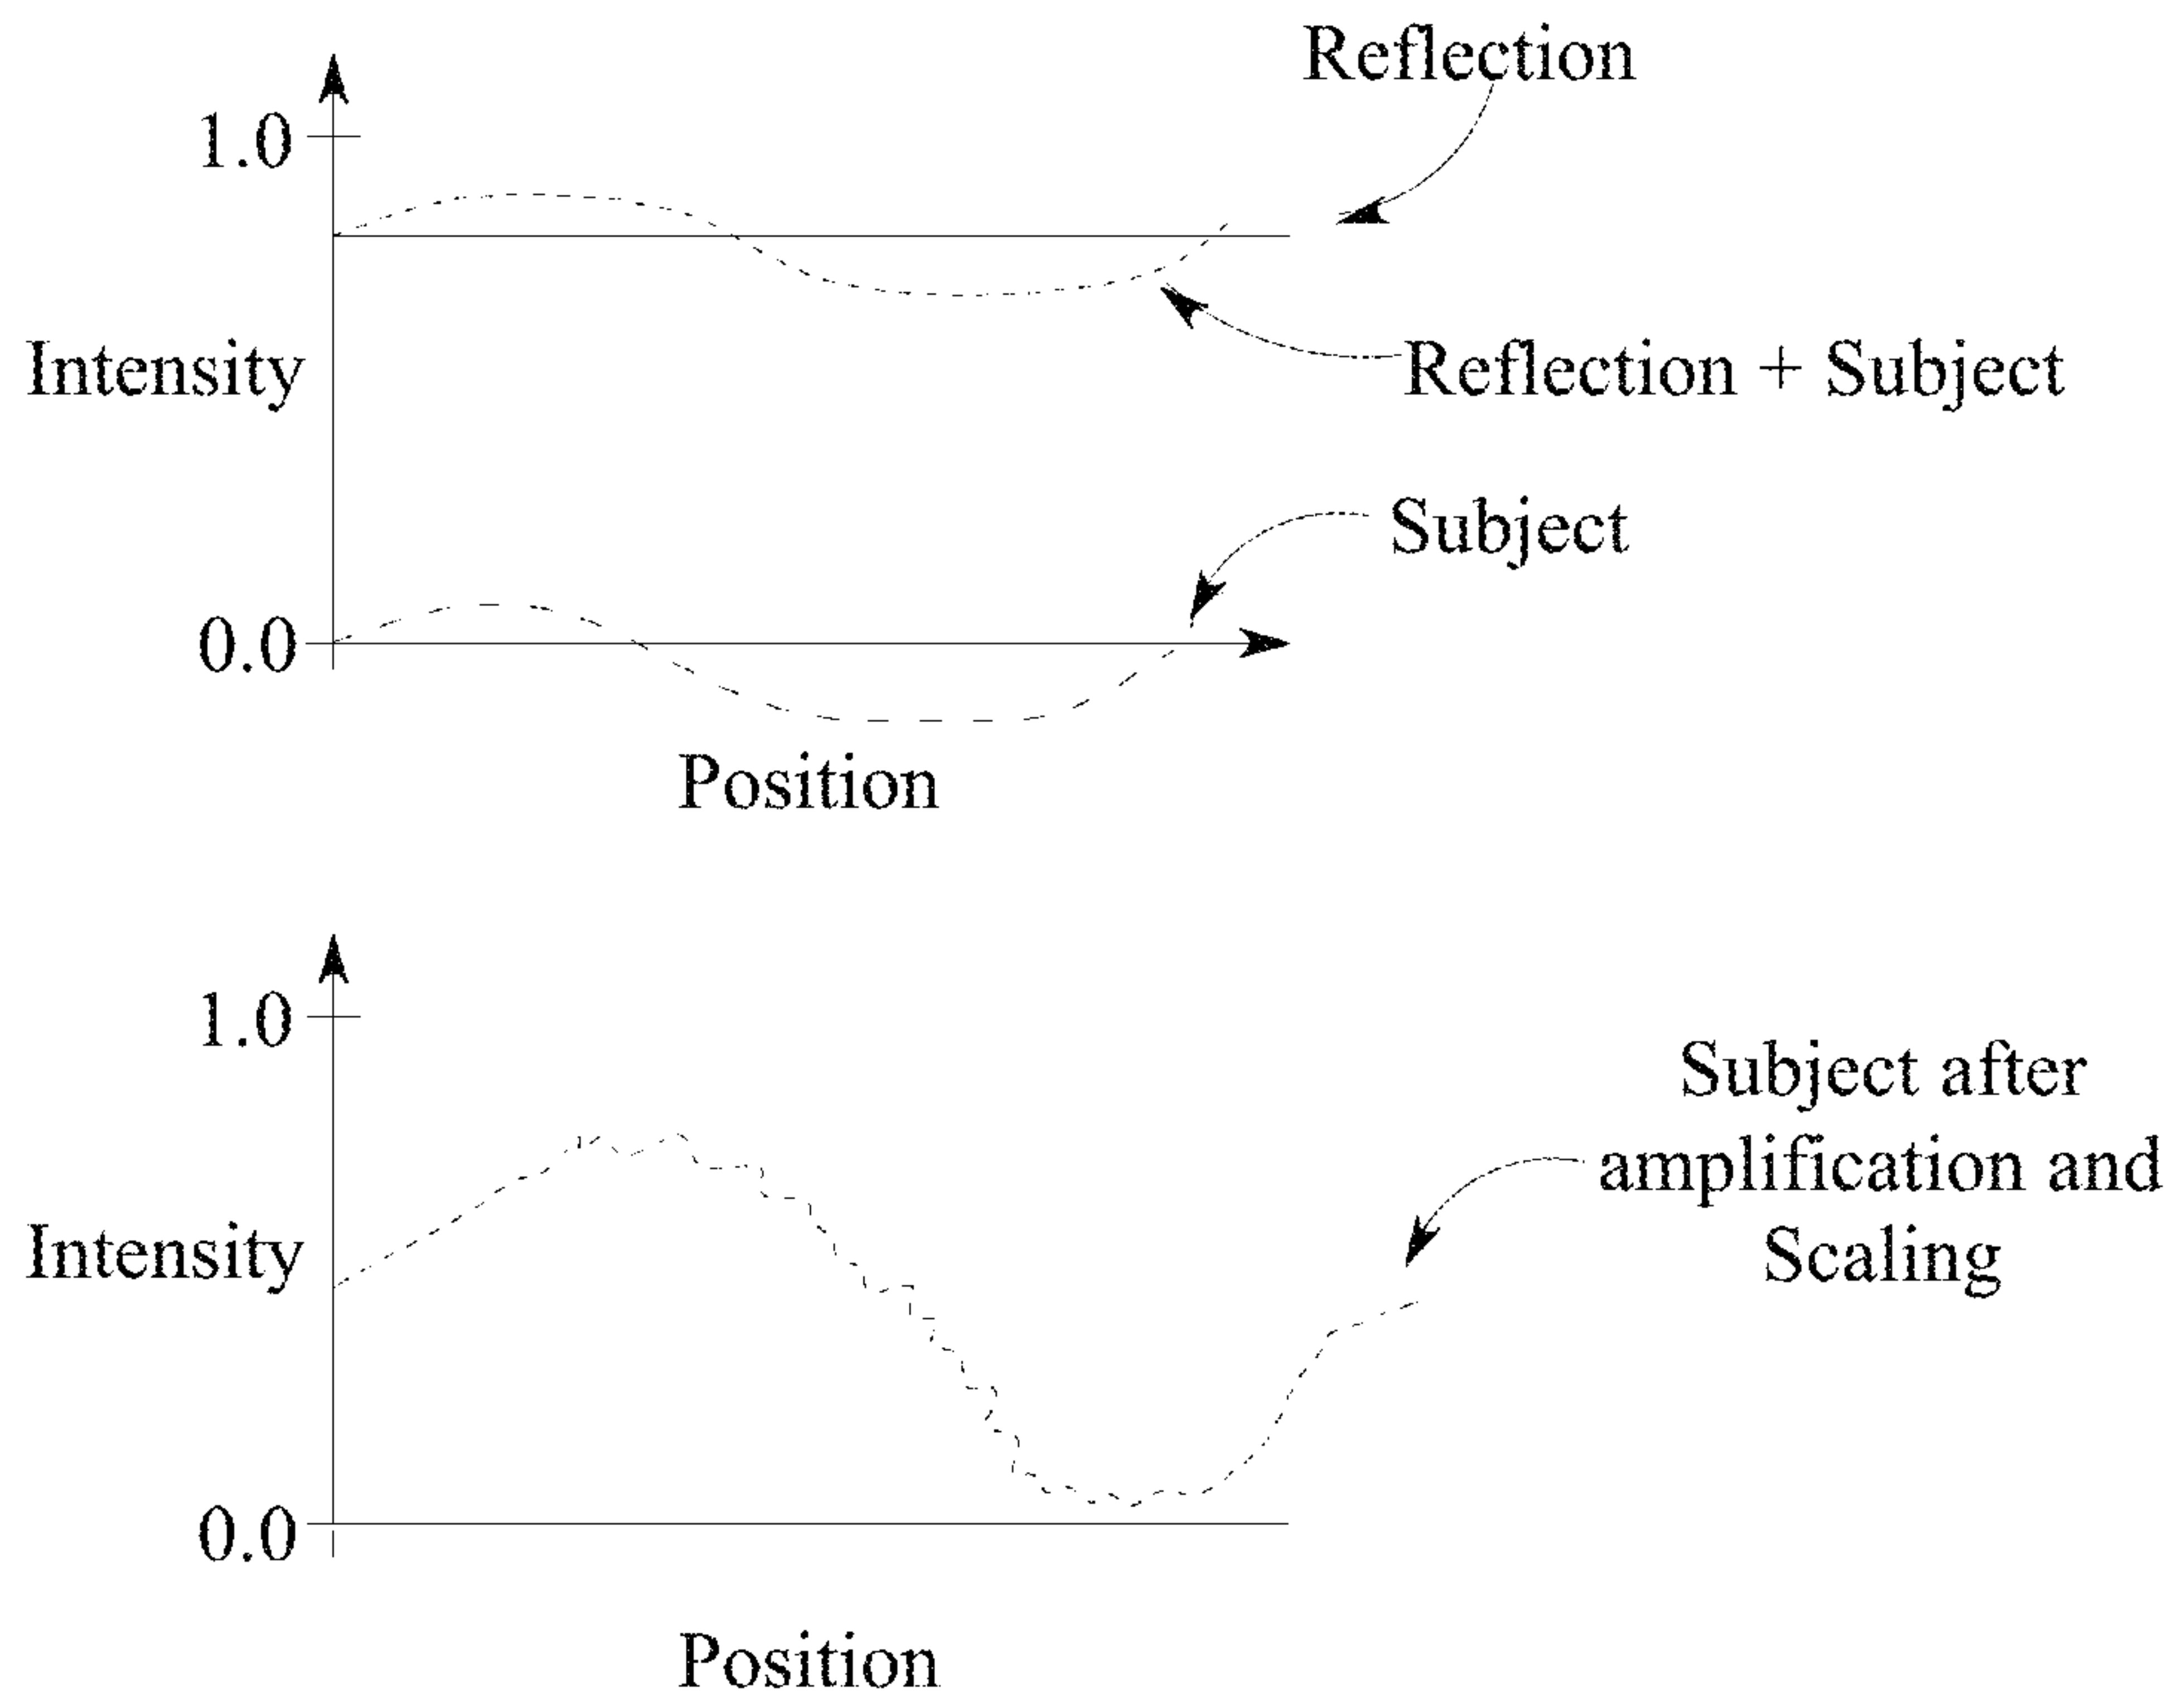 Reflection
1.0
Intensity
Reflection + Subject
Subject
0.0
Position
1.0
Subject after
amplification and
Intensity
Scaling
0.0
Position